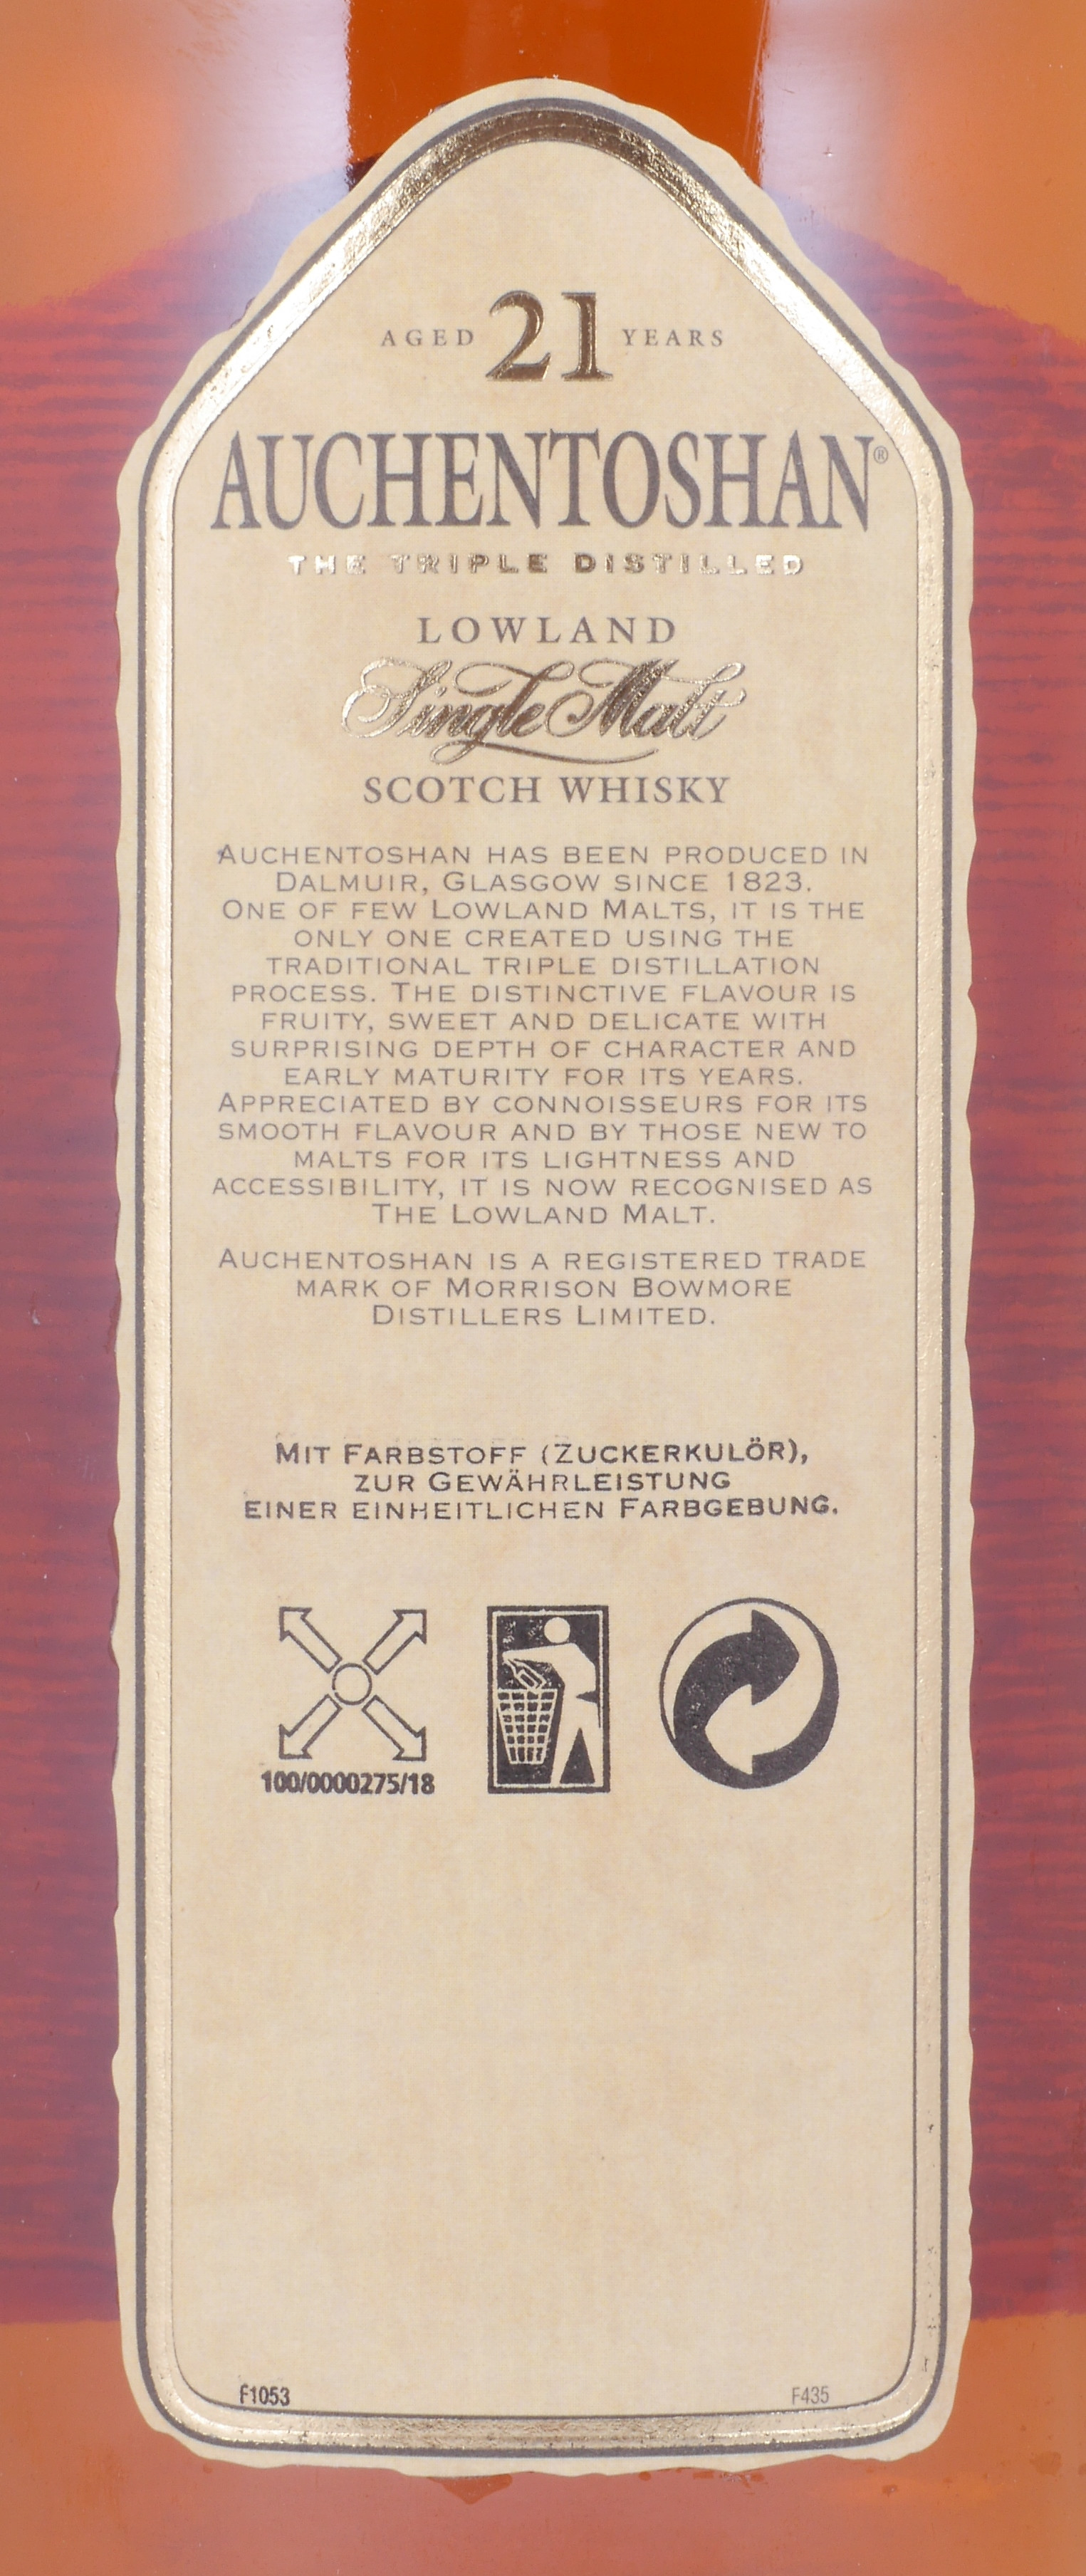 AGED 21 YEARS
AUCHENTOSHAN®
THE TRIPLE DISTILLED
LOWLAND
Single Malt
SCOTCH WHISKY
AUCHENTOSHAN HAS BEEN PRODUCED IN
DALMUIR, GLASGOW SINCE 1823.
ONE OF FEW LOWLAND MALTS, IT IS THE
ONLY ONE CREATED USING THE
TRADITIONAL TRIPLE DISTILLATION
PROCESS. THE DISTINCTIVE FLAVOUR IS
FRUITY, SWEET AND DELICATE WITH
SURPRISING DEPTH OF CHARACTER AND
EARLY MATURITY FOR ITS YEARS.
APPRECIATED BY CONNOISSEURS FOR ITS
SMOOTH FLAVOUR AND BY THOSE NEW TO
MALTS FOR ITS LIGHTNESS AND
ACCESSIBILITY, IT IS NOW RECOGNISED AS
THE LOWLAND MALT.
AUCHENTOSHAN IS A REGISTERED TRADE
MARK OF MORRISON BOWMORE
DISTILLERS LIMITED.
MIT FARBSTOFF (ZUCKERKULÖR),
ZUR GEWÄHRLEISTUNG
EINER EINHEITLICHEN FARBGEBUNG.
100/0000275/18
F1053
F435